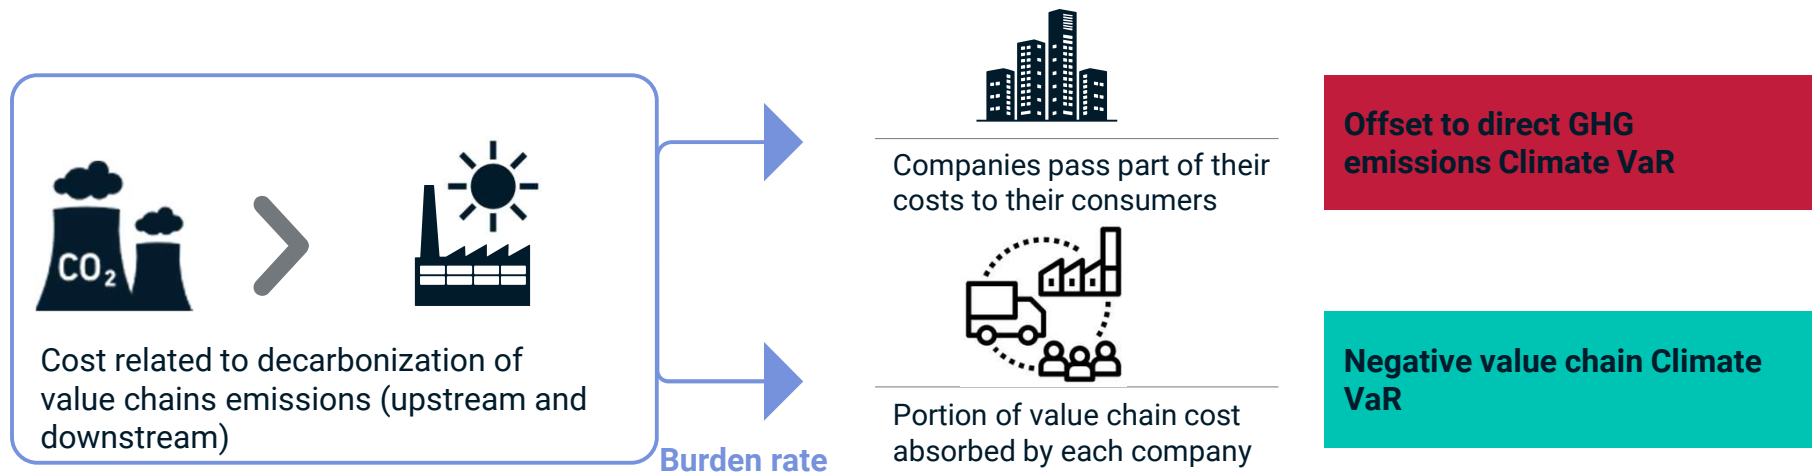 CO2
Cost related to decarbonization of
value chains emissions (upstream and
downstream)
Burden rate
Companies pass part of their
costs to their consumers
Portion of value chain cost
absorbed by each company
Offset to direct GHG
emissions Climate VaR
Negative value chain Climate
VaR